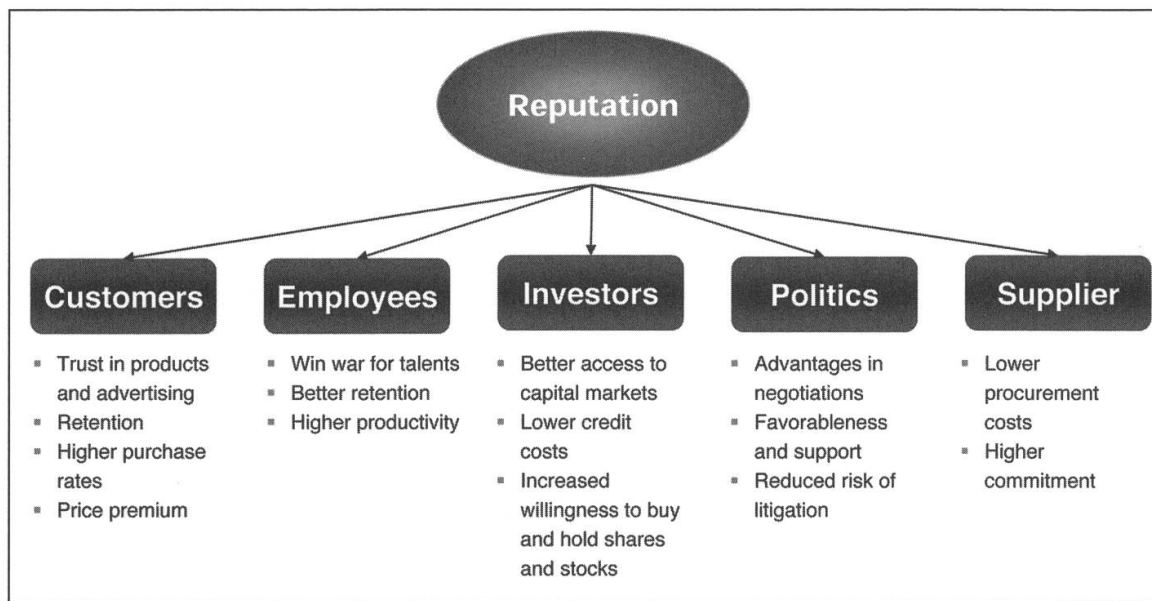 Reputation
Customers
Employees
Investors
Politics
Supplier
▪ Trust in products
and advertising
▪ Retention
▪ Higher purchase
rates
▪ Price premium
▪ Win war for talents
▪ Better retention
▪ Higher productivity
▪ Better access to
capital markets
▪ Lower credit
costs
▪ Increased
willingness to buy
and hold shares
and stocks
▪ Advantages in
negotiations
▪ Favorableness
and support
▪ Reduced risk of
litigation
▪ Lower
procurement
costs
▪ Higher
commitment